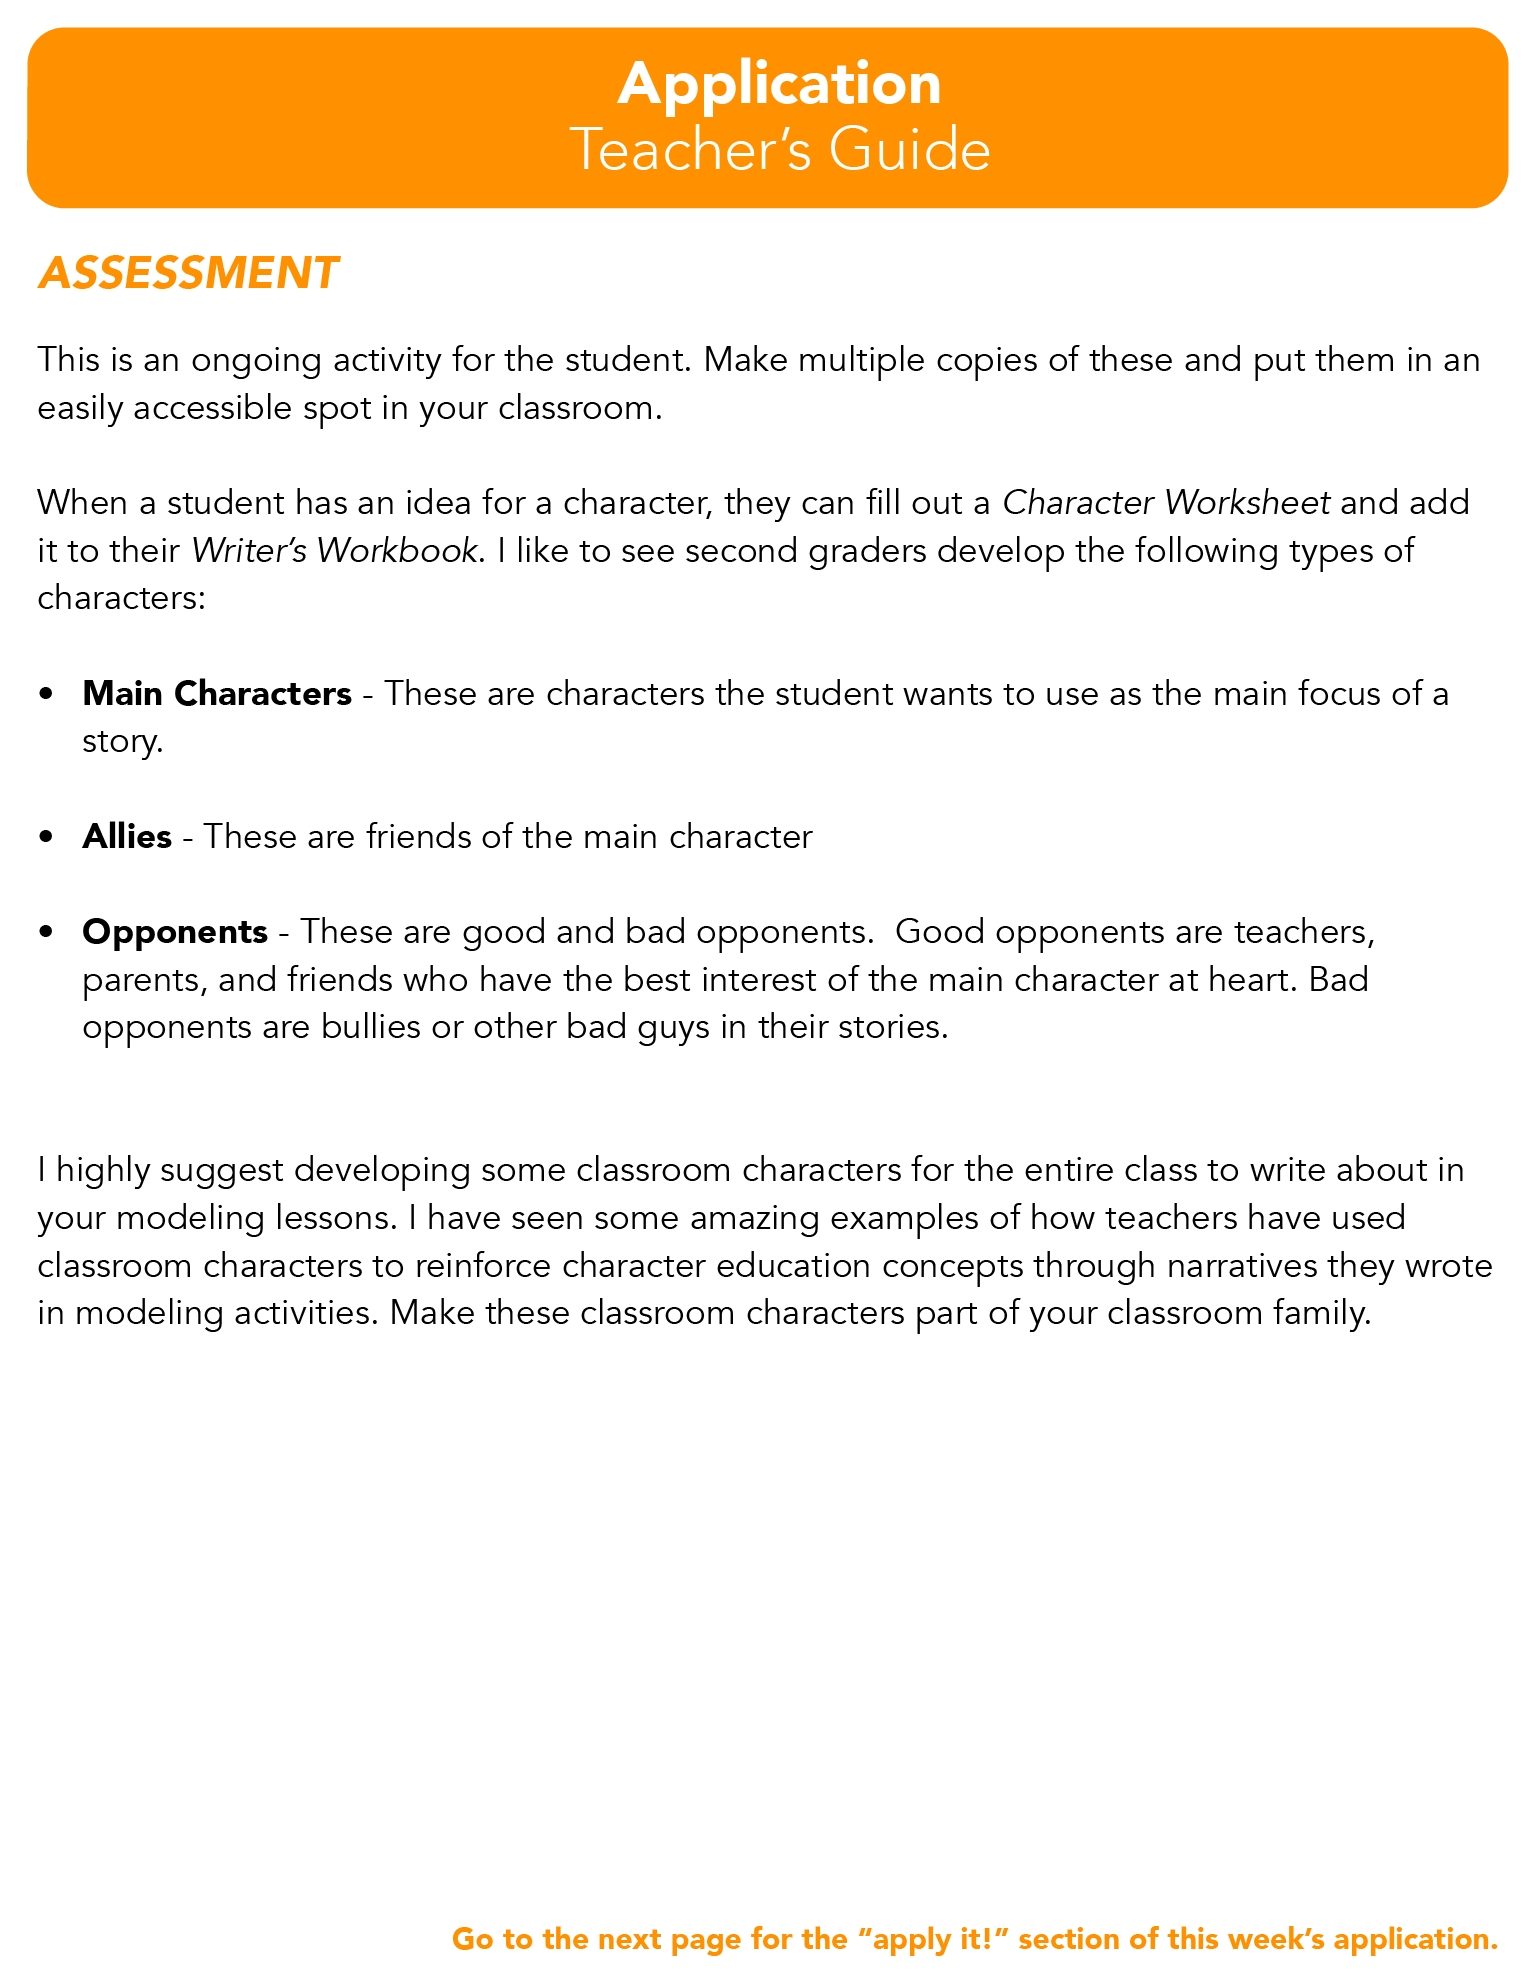 Application
Teacher’s Guide
ASSESSMENT
This is an ongoing activity for the student. Make multiple copies of these and put them in an
easily accessible spot in your classroom.
When a student has an idea for a character, they can fill out a Character Worksheet and add
it to their Writer’s Workbook. I like to see second graders develop the following types of
characters:
• Main Characters - These are characters the student wants to use as the main focus of a
story.
• Allies - These are friends of the main character
• Opponents - These are good and bad opponents.  Good opponents are teachers,
parents, and friends who have the best interest of the main character at heart. Bad
opponents are bullies or other bad guys in their stories.
I highly suggest developing some classroom characters for the entire class to write about in
your modeling lessons. I have seen some amazing examples of how teachers have used
classroom characters to reinforce character education concepts through narratives they wrote
in modeling activities. Make these classroom characters part of your classroom family.
Go to the next page for the “apply it!” section of this week’s application.